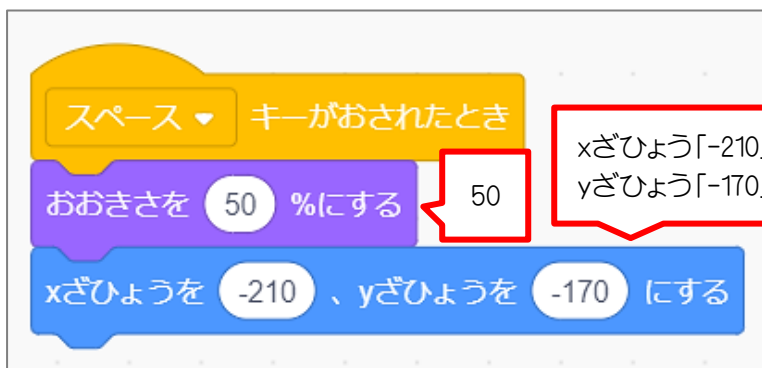 スペース キーがおされたとき
xざひょう「-210」
yざひょう「-170」
おおきさを 50 %にする
50
xざひょうを -210 、yざひょうを -170 にする